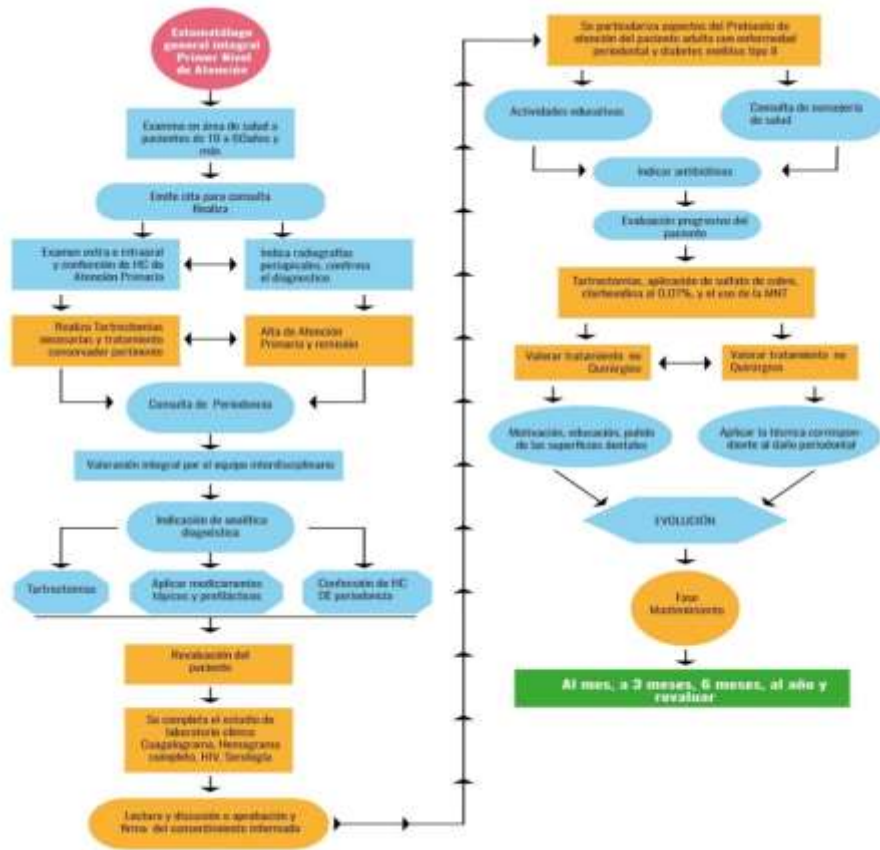 Estomatólogo
general integral
Primer Nivel
de Atención
Examina en área de salud a
pacientes de 19 a 60años y
más
Emite cita para consulta
Realiza
Examen extra e intraoral
y confección de HC de
Atención Primaria
Indica radiografías
periapicales, confirma
el diagnostico
Realiza Tartrectomías
necesarias y tratamiento
conservador pertinente
Alta de Atención
Primaria y remisión
Consulta de Periodoncia
Valoración integral por el equipo interdisciplinario
Indicación de analítica
diagnóstica
Tartrectomías
Aplicar medicamentos
tópicos y profilácticos
Confección de HC
DE periodoncia
Revaluación del
paciente
Se completa el estudio de
laboratorio clínico
Coagulograma, Hemograma
completo, HIV, Serología
Lectura y discusión o aprobación y
firma del consentimiento informado
Se particulariza aspectos del Protocolo de
atención del paciente adulto con enfermedad
periodontal y diabetes mellitus tipo II
Actividades educativas
Consulta de consejería
de salud
Indicar antibióticos
Evaluación progresiva del
paciente
Tartrectomías, aplicación de sulfato de cobre,
clorhexidina al 0,07%, y el uso de la MNT
Valorar tratamiento no
Quirúrgico
Valorar tratamiento no
Quirúrgico
Motivación, educación, pulido
de las superficies dentales
Aplicar la técnica correspon-
diente al daño periodontal
EVOLUCIÓN
Fase
Mantenimiento
Al mes, a 3 meses, 6 meses, al año y
revaluar